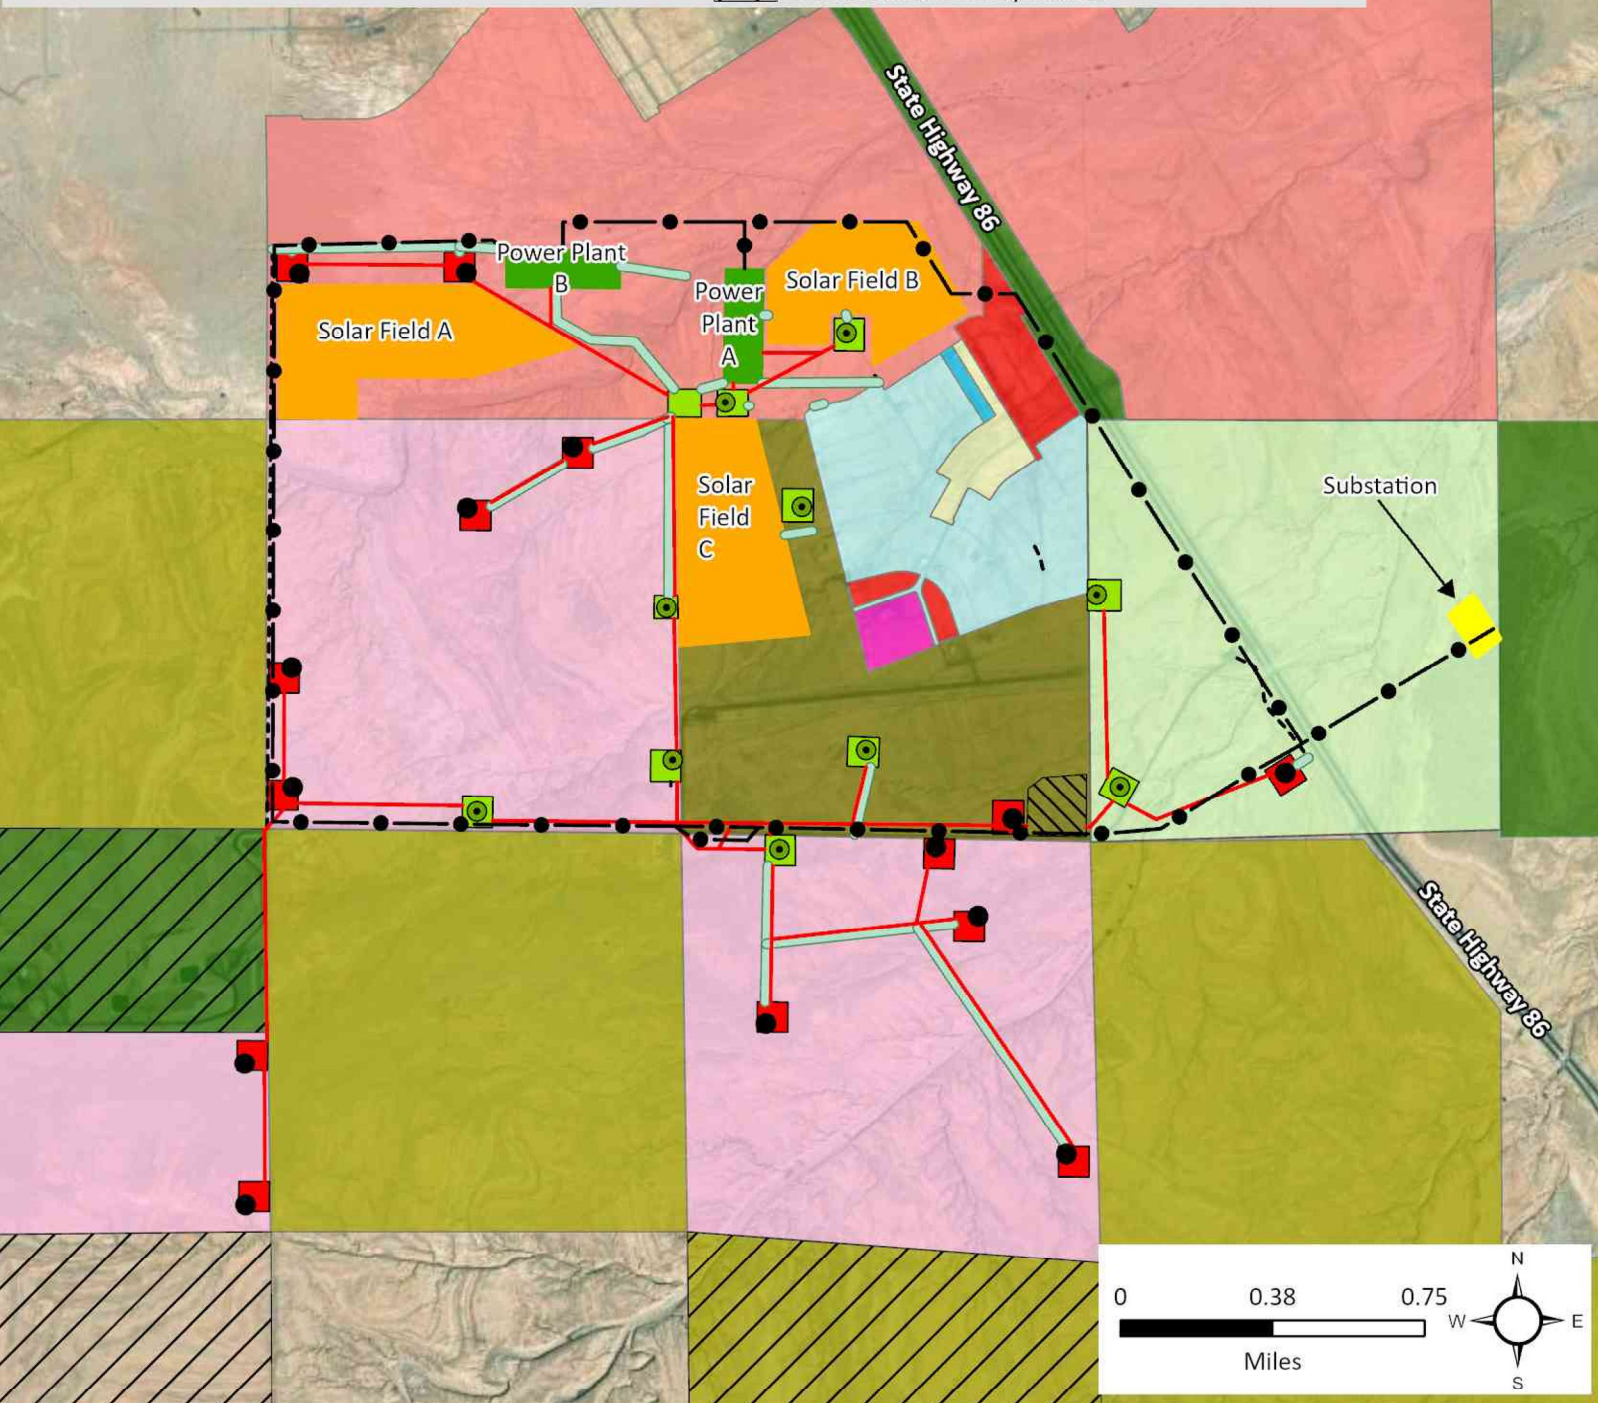 State Highway 86
Power Plant
B
Power
Plant
A
Solar Field B
Solar Field A
Solar
Field
C
Substation
State Highway 86
0
0.38
0.75
Miles
N
W
E
S